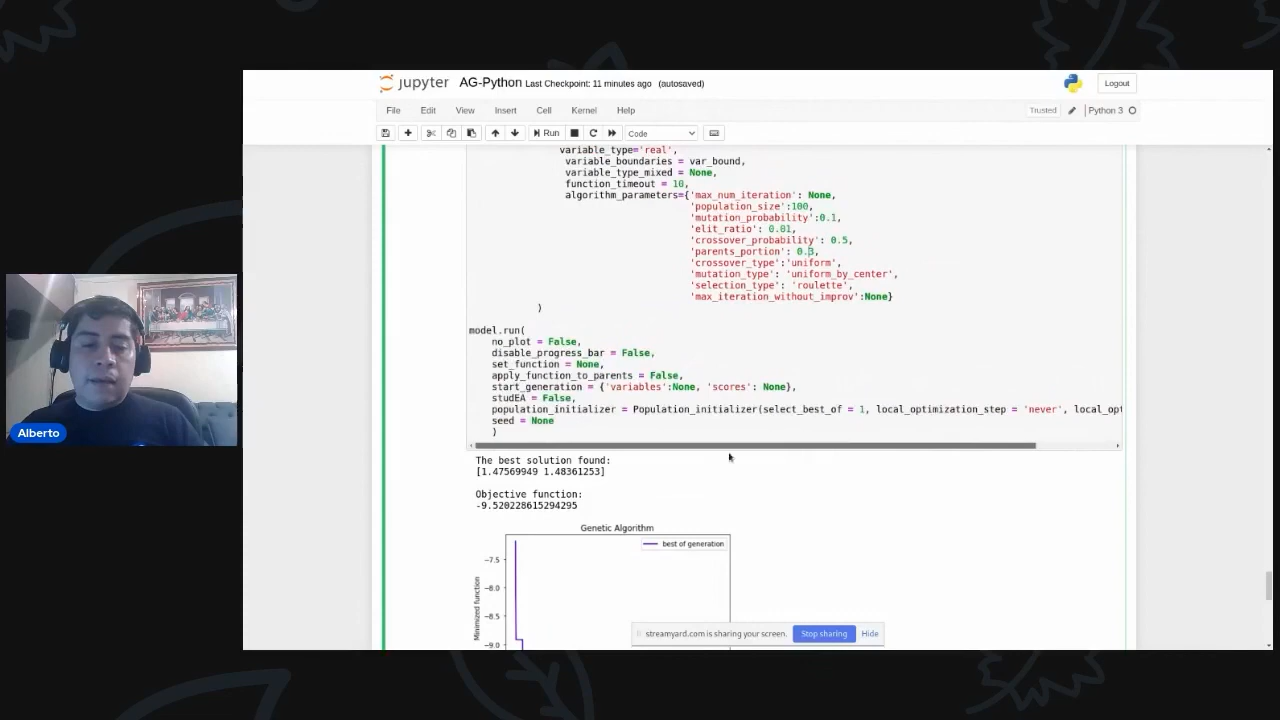 jupyter AG-Python Last Checkpoint: 11 minutes ago (autosaved)
Logout
File Edit View Insert Cell Kernel Help
Trusted Python 3
Run Code
variable_type='real',
variable_boundaries = var_bound,
variable_type_mixed = None,
function_timeout = 10,
algorithm_parameters={'max_num_iteration': None,
'population_size':100,
'mutation_probability':0.1,
'elit_ratio': 0.01,
'crossover_probability': 0.5,
'parents_portion': 0.3,
'crossover_type':'uniform',
'mutation_type': 'uniform_by_center',
'selection_type': 'roulette',
'max_iteration_without_improv':None}
)
model.run(
no_plot = False,
disable_progress_bar = False,
set_function = None,
apply_function_to_parents = False,
start_generation = {'variables':None, 'scores': None},
studEA = False,
population_initializer = Population_initializer(select_best_of = 1, local_optimization_step = 'never', local_opt
seed = None
)
The best solution found:
[1.47569949 1.48361253]
Objective function:
-9.520228615294295
Genetic Algorithm
best of generation
−7.5
−8.0
−8.5
−9.0
Minimized function
streamyard.com is sharing your screen. Stop sharing Hide
Alberto